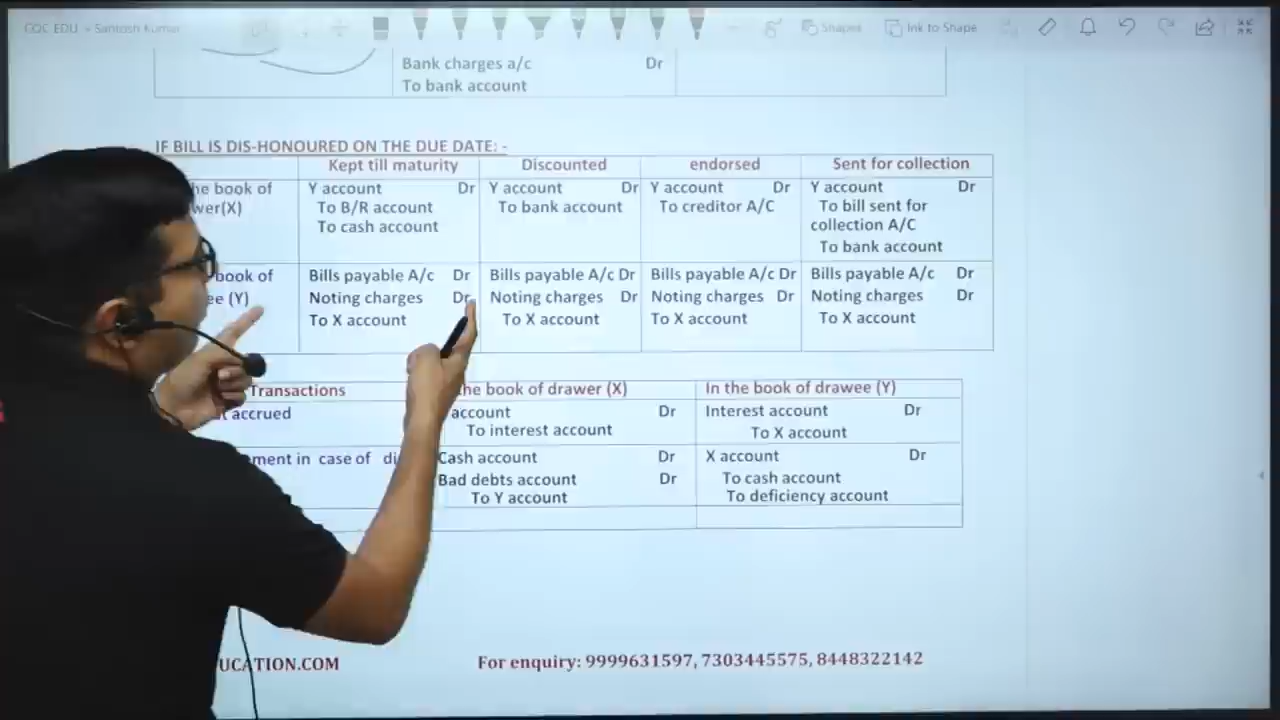 COC EDU - Santosh Kumar
Shapes
Ink to Shape
Bank charges a/c Dr
To bank account
IF BILL IS DIS-HONOURED ON THE DUE DATE: -
Kept till maturity Discounted endorsed Sent for collection
book of Y account Dr Y account Dr Y account Dr Y account Dr
(X) To B/R account To bank account To creditor A/C To bill sent for
To cash account collection A/C
To bank account
book of Bills payable A/c Dr Bills payable A/c Dr Bills payable A/c Dr Bills payable A/c Dr
(Y) Noting charges Dr Noting charges Dr Noting charges Dr Noting charges Dr
To X account To X account To X account To X account
Transactions he book of drawer (X) In the book of drawee (Y)
accrued account Dr Interest account Dr
To interest account To X account
ment in case of di Cash account Dr X account Dr
Bad debts account Dr To cash account
To Y account To deficiency account
UCATION.COM For enquiry: 9999631597, 7303445575, 8448322142